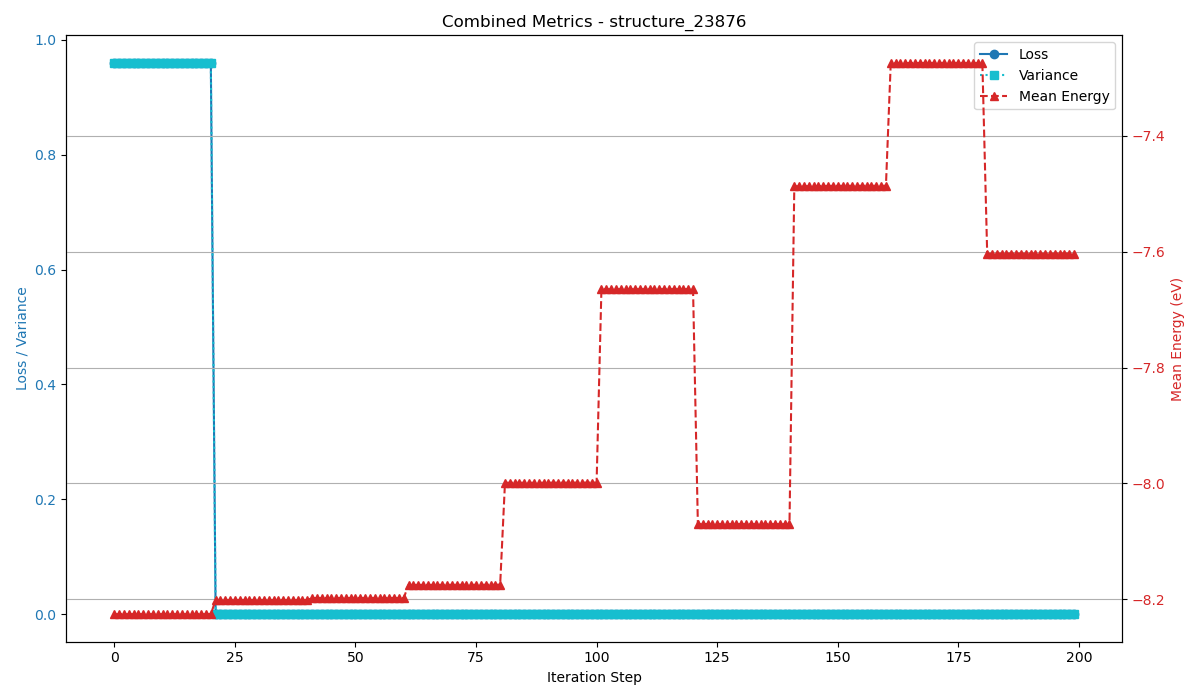 Combined Metrics - structure_23876
1.0
0.8
0.6
0.4
0.2
0.0
Loss / Variance
Loss
Variance
Mean Energy
−7.4
−7.6
−7.8
−8.0
−8.2
Mean Energy (eV)
0 25 50 75 100 125 150 175 200
Iteration Step